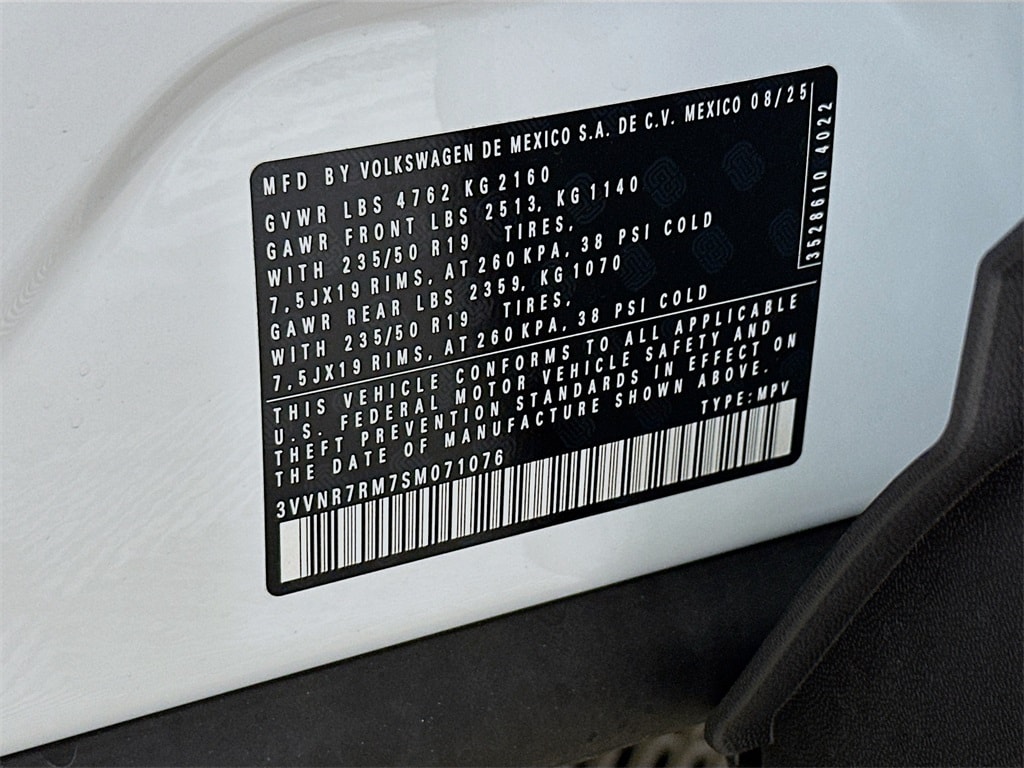 MFD BY VOLKSWAGEN DE MEXICO S.A. DE C.V. MEXICO 08/25
GVWR LBS 4762 KG 2160
GAWR FRONT LBS 2513, KG 1140
WITH 235/50 R19 TIRES,
7,5JX19 RIMS, AT 260 KPA, 38 PSI COLD
GAWR REAR LBS 2359, KG 1070
WITH 235/50 R19 TIRES,
7,5JX19 RIMS, AT 260 KPA, 38 PSI COLD
THIS VEHICLE CONFORMS TO ALL APPLICABLE
U.S. FEDERAL MOTOR VEHICLE SAFETY AND
THEFT PREVENTION STANDARDS IN EFFECT ON
THE DATE OF MANUFACTURE SHOWN ABOVE.
TYPE:MPV
3VVNR7RM7SM071076
3528610 4022